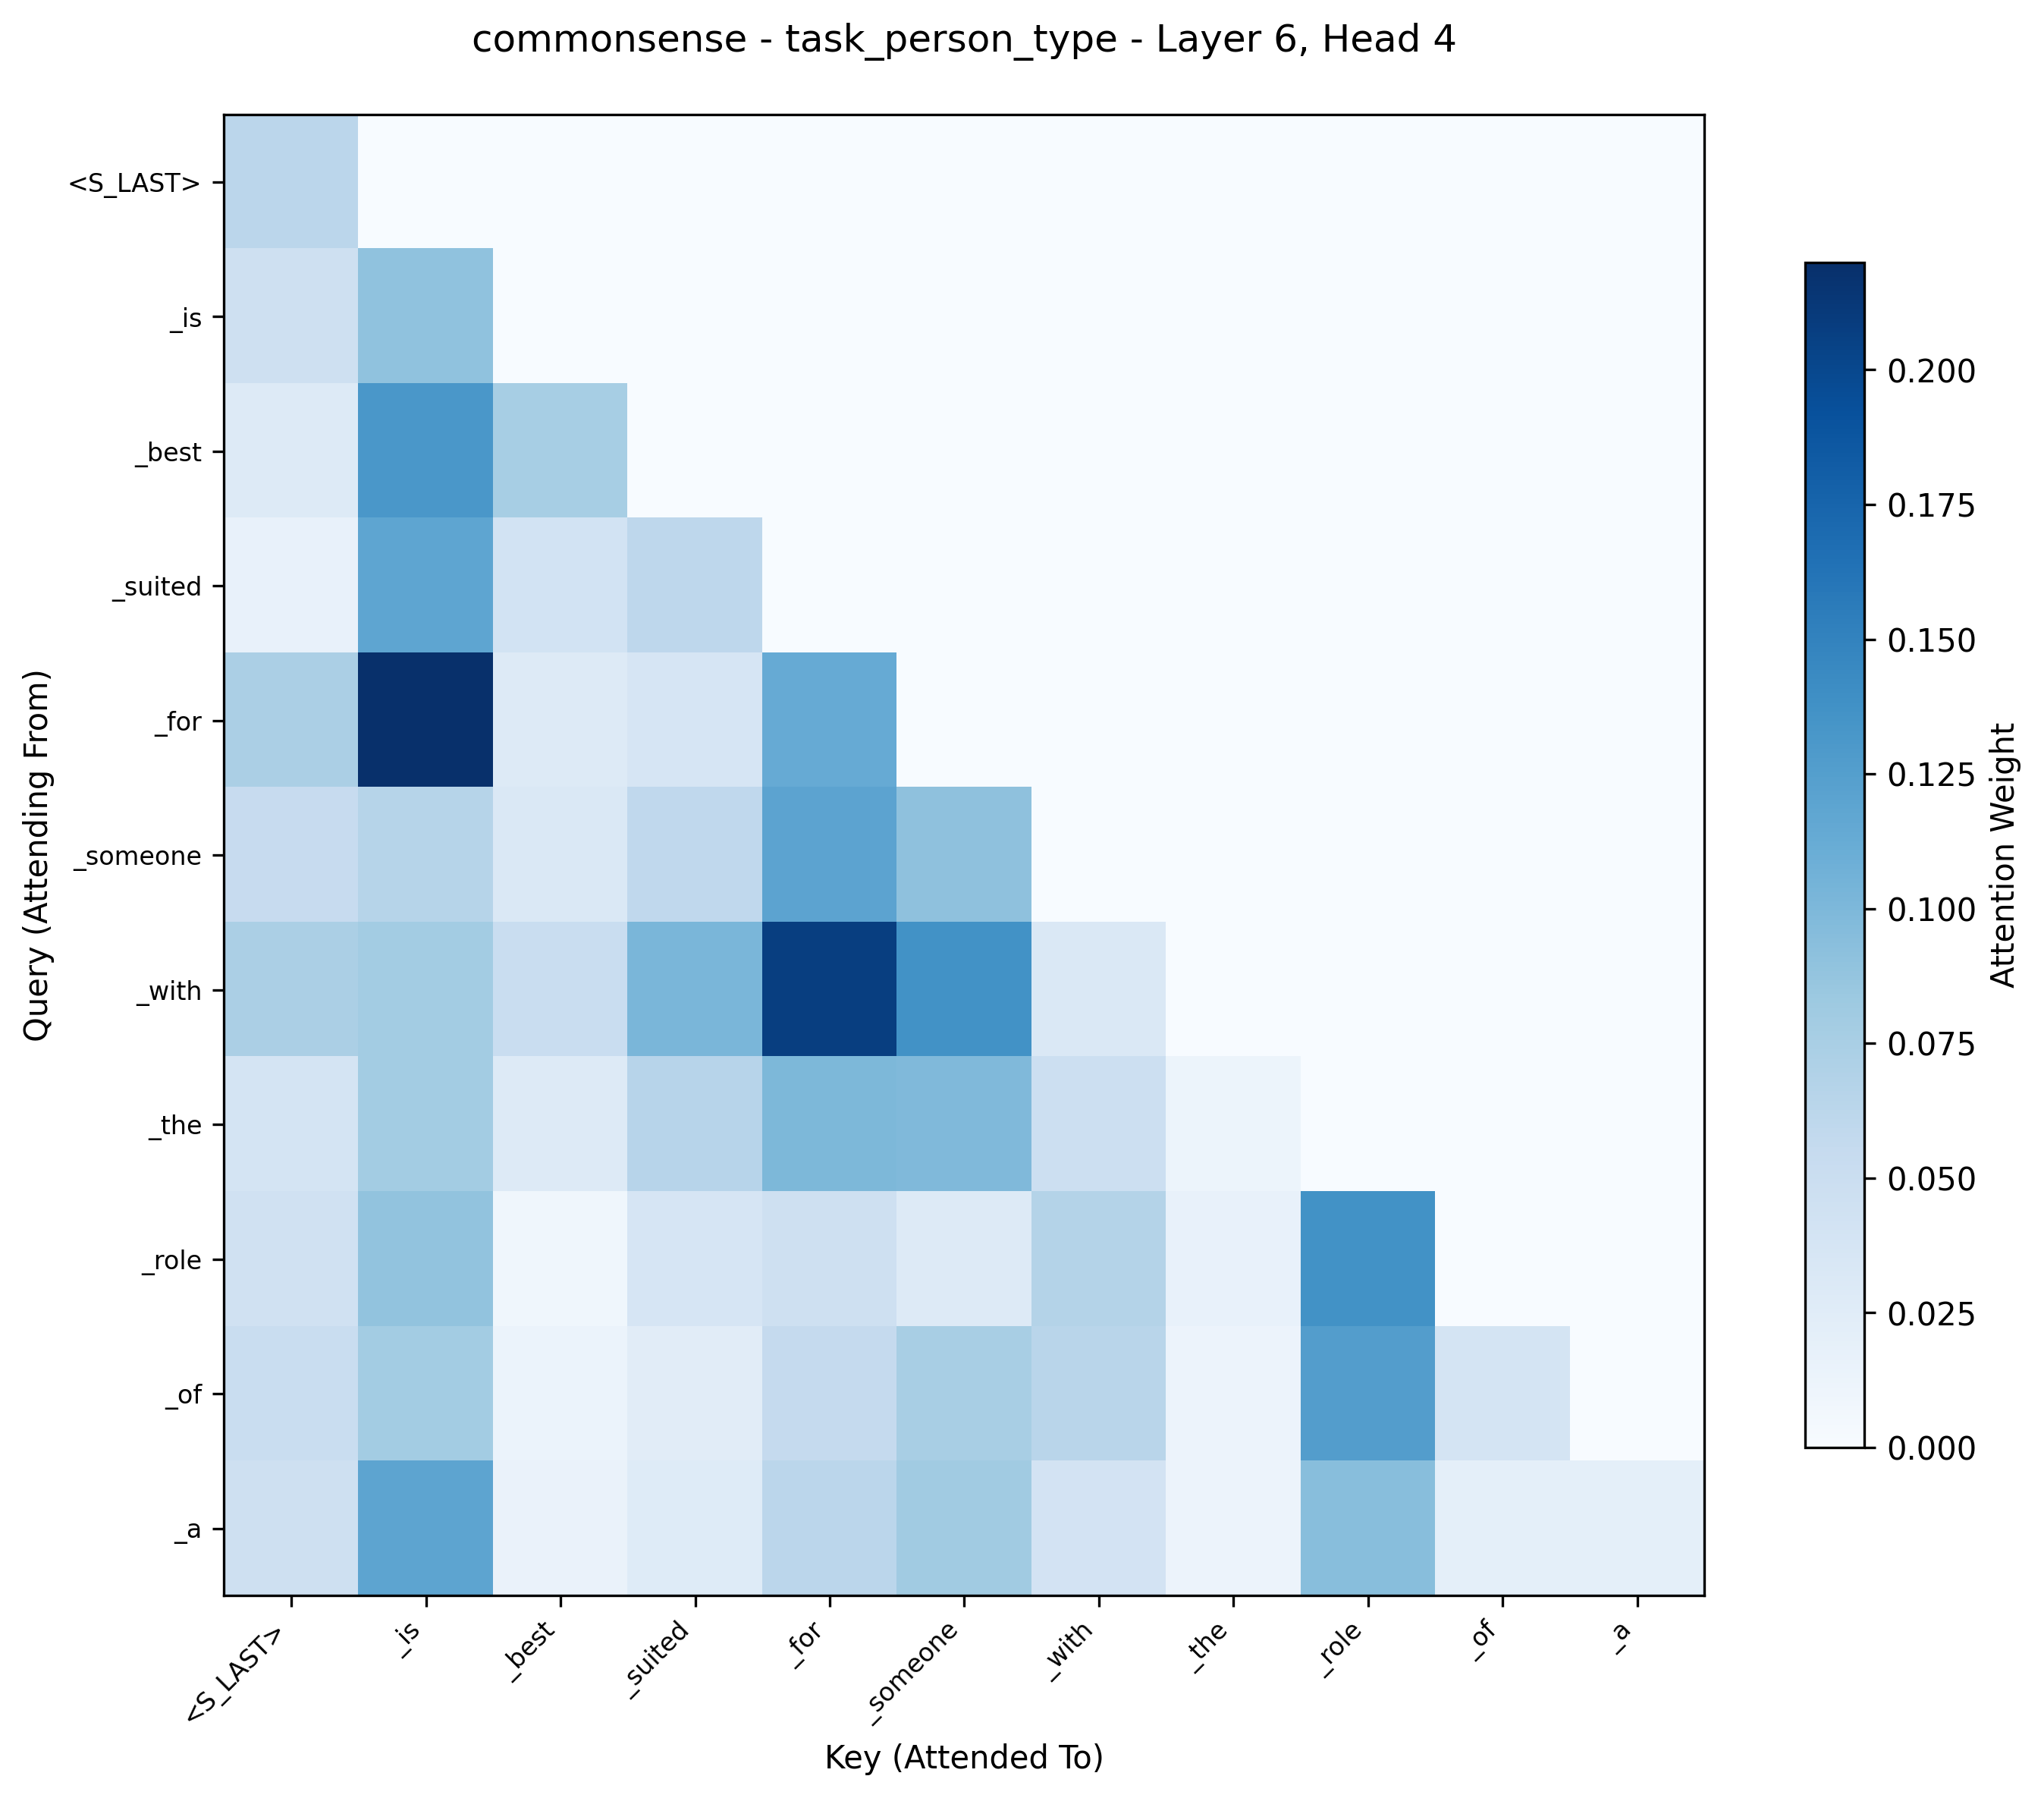 commonsense - task_person_type - Layer 6, Head 4
Query (Attending From)
<S_LAST>
_is
_best
_suited
_for
_someone
_with
_the
_role
_of
_a
<S_LAST>
_is
_best
_suited
_for
_someone
_with
_the
_role
_of
_a
Key (Attended To)
0.200
0.175
0.150
0.125
0.100
0.075
0.050
0.025
0.000
Attention Weight